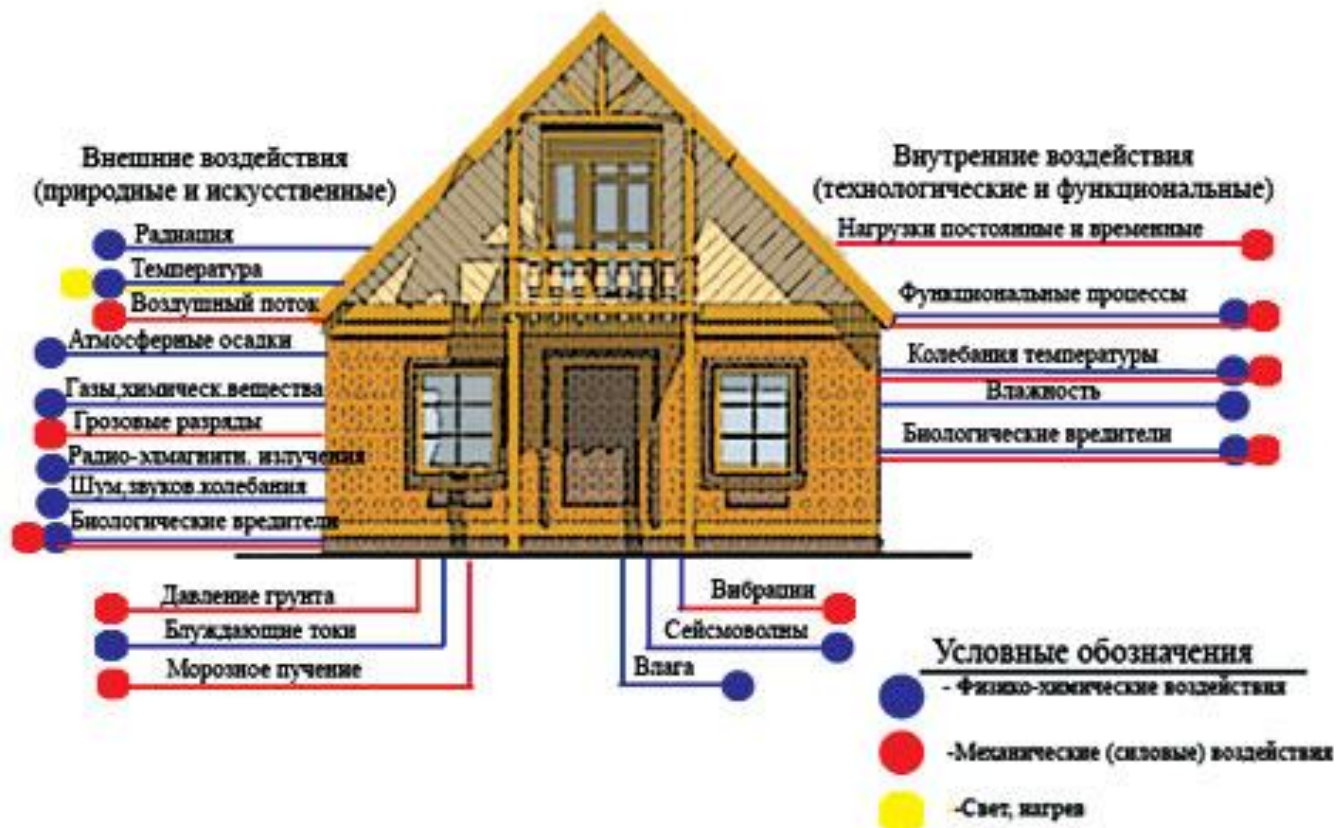 Внешние воздействия
(природные и искусственные)
Радиация
Температура
Воздушный поток
Атмосферные осадки
Газы,химическ.вещества
Грозовые разряды
Радио-элмагнитн. излучения
Шум,звуков.колебания
Биологические вредители
Внутренние воздействия
(технологические и функциональные)
Нагрузки постоянные и временные
Функциональные процессы
Колебания температуры
Влажность
Биологические вредители
Давление грунта
Блуждающие токи
Морозное пучение
Вибрации
Сейсмоволны
Влага
Условные обозначения
- Физико-химические воздействия
-Механические (силовые) воздействия
-Свет, нагрев